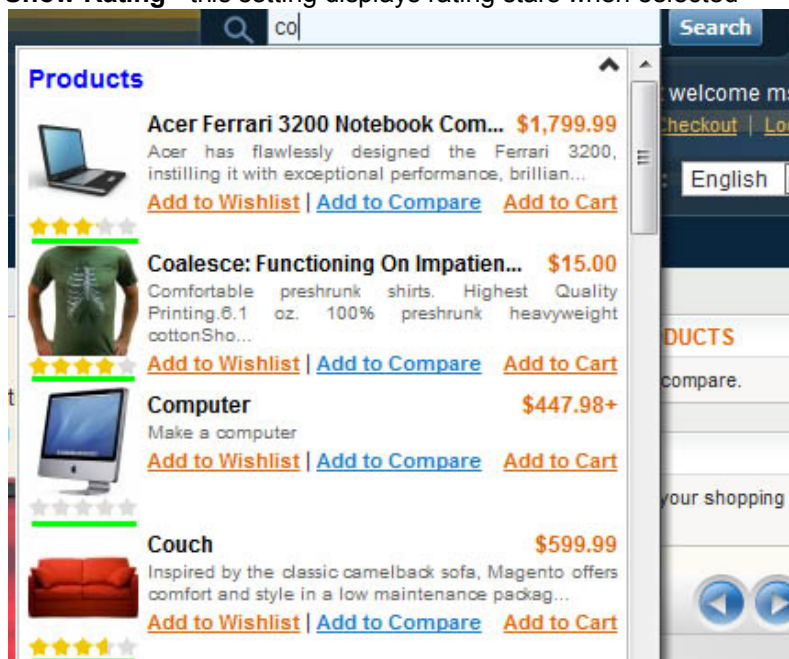 Show Rating - this setting displays rating stars when selected
co
Search
Products
welcome
Checkout | Lo
English
Acer Ferrari 3200 Notebook Com... $1,799.99
Acer has flawlessly designed the Ferrari 3200,
instilling it with exceptional performance, brillian...
Add to Wishlist | Add to Compare Add to Cart
Coalesce: Functioning On Impatien... $15.00
Comfortable preshrunk shirts. Highest Quality
Printing.6.1 oz. 100% preshrunk heavyweight
cottonSho...
Add to Wishlist | Add to Compare Add to Cart
DUCTS
compare.
Computer $447.98+
Make a computer
Add to Wishlist | Add to Compare Add to Cart
your shopping
Couch $599.99
Inspired by the classic camelback sofa, Magento offers
comfort and style in a low maintenance packag...
Add to Wishlist | Add to Compare Add to Cart